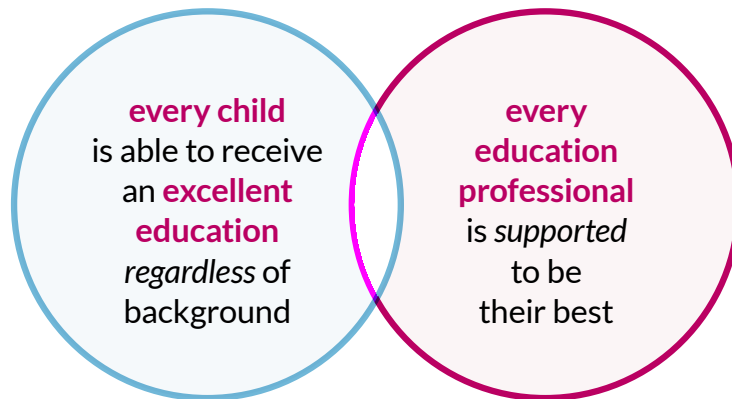 every child
is able to receive
an excellent
education
regardless of
background
every
education
professional
is supported
to be
their best